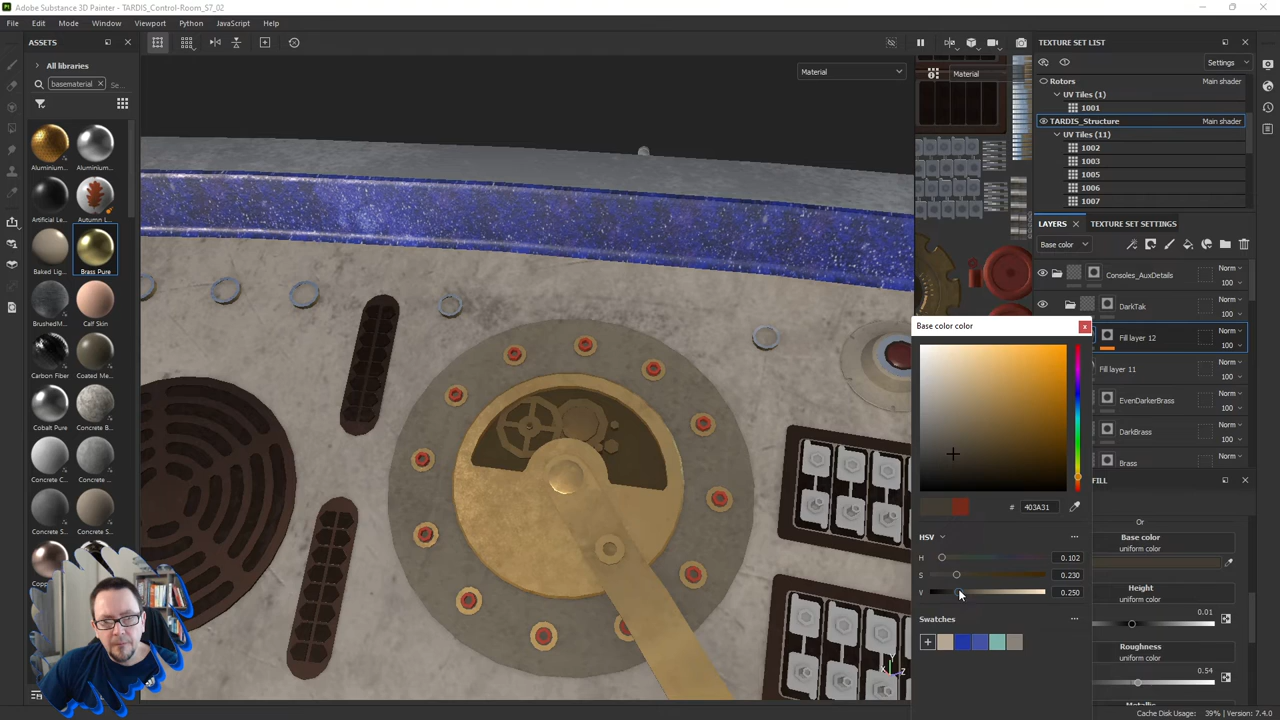 Adobe Substance 3D Painter - TARDIS_Control-Room_S7_02
File Edit Mode Window Viewport Python JavaScript Help
ASSETS
All libraries
basematerial
Se...
Aluminium...
Aluminium...
Artificial Le...
Autumn L...
Baked Lig...
Brass Pure
BrushedM...
Calf Skin
Carbon Fiber
Coated Me...
Cobalt Pure
Concrete B...
Concrete C...
Concrete ...
Concrete S...
Concrete S...
Material
Material
TEXTURE SET LIST
Settings
Rotors
Main shader
UV Tiles (1)
1001
TARDIS_Structure
Main shader
UV Tiles (11)
1002
1003
1005
1006
1007
LAYERS
TEXTURE SET SETTINGS
Base color
Consoles_AuxDetails
Norm
100
DarkTak
Norm
100
Fill layer 12
Norm
100
Fill layer 11
Norm
100
EvenDarkerBrass
Norm
100
DarkBrass
Norm
100
Brass
Norm
Base color color
# 403A31
HSV
H 0.102
S 0.230
V 0.250
Swatches
FILL
Or
Base color
uniform color
Height
uniform color
0.01
Roughness
uniform color
0.54
Y
Z
Cache Disk Usage: 39% | Version: 7.4.0